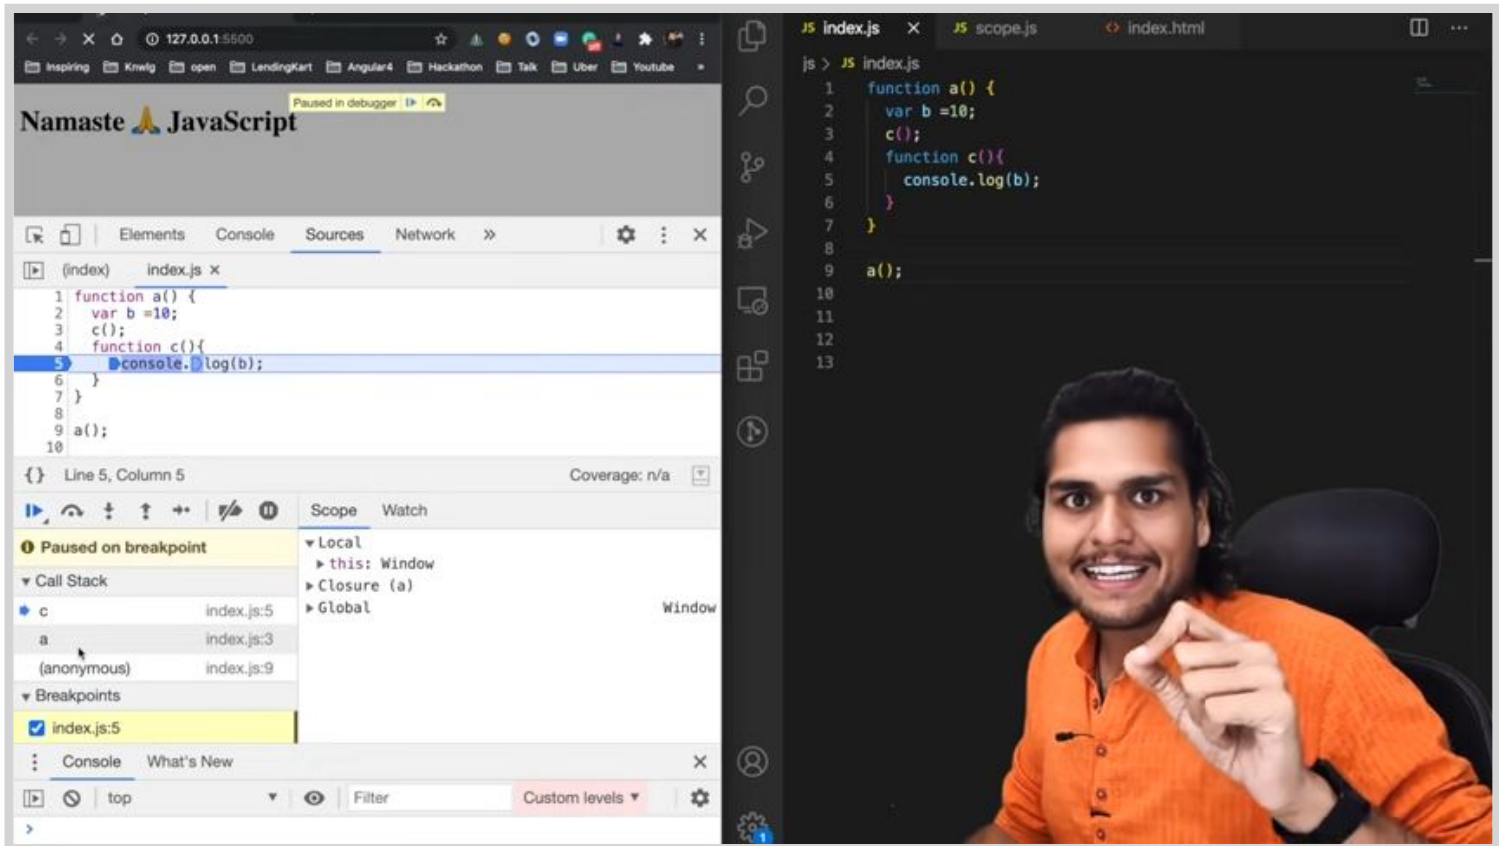 127.0.0.1:5500
Inspiring Knwlg open LendingKart Angular4 Hackathon Talk Uber Youtube »
Paused in debugger
Namaste 🙏 JavaScript
Elements Console Sources Network »
(index) index.js ×
1 function a() {
2 var b =10;
3 c();
4 function c(){
5 console.log(b);
6 }
7 }
8
9 a();
10
{} Line 5, Column 5 Coverage: n/a
Scope Watch
Paused on breakpoint
Call Stack
c index.js:5
a index.js:3
(anonymous) index.js:9
Breakpoints
index.js:5
Local
this: Window
Closure (a)
Global Window
Console What's New
top Filter Custom levels
>
JS index.js × JS scope.js <> index.html ...
js > JS index.js
1 function a() {
2 var b =10;
3 c();
4 function c(){
5 console.log(b);
6 }
7 }
8
9 a();
10
11
12
13
1